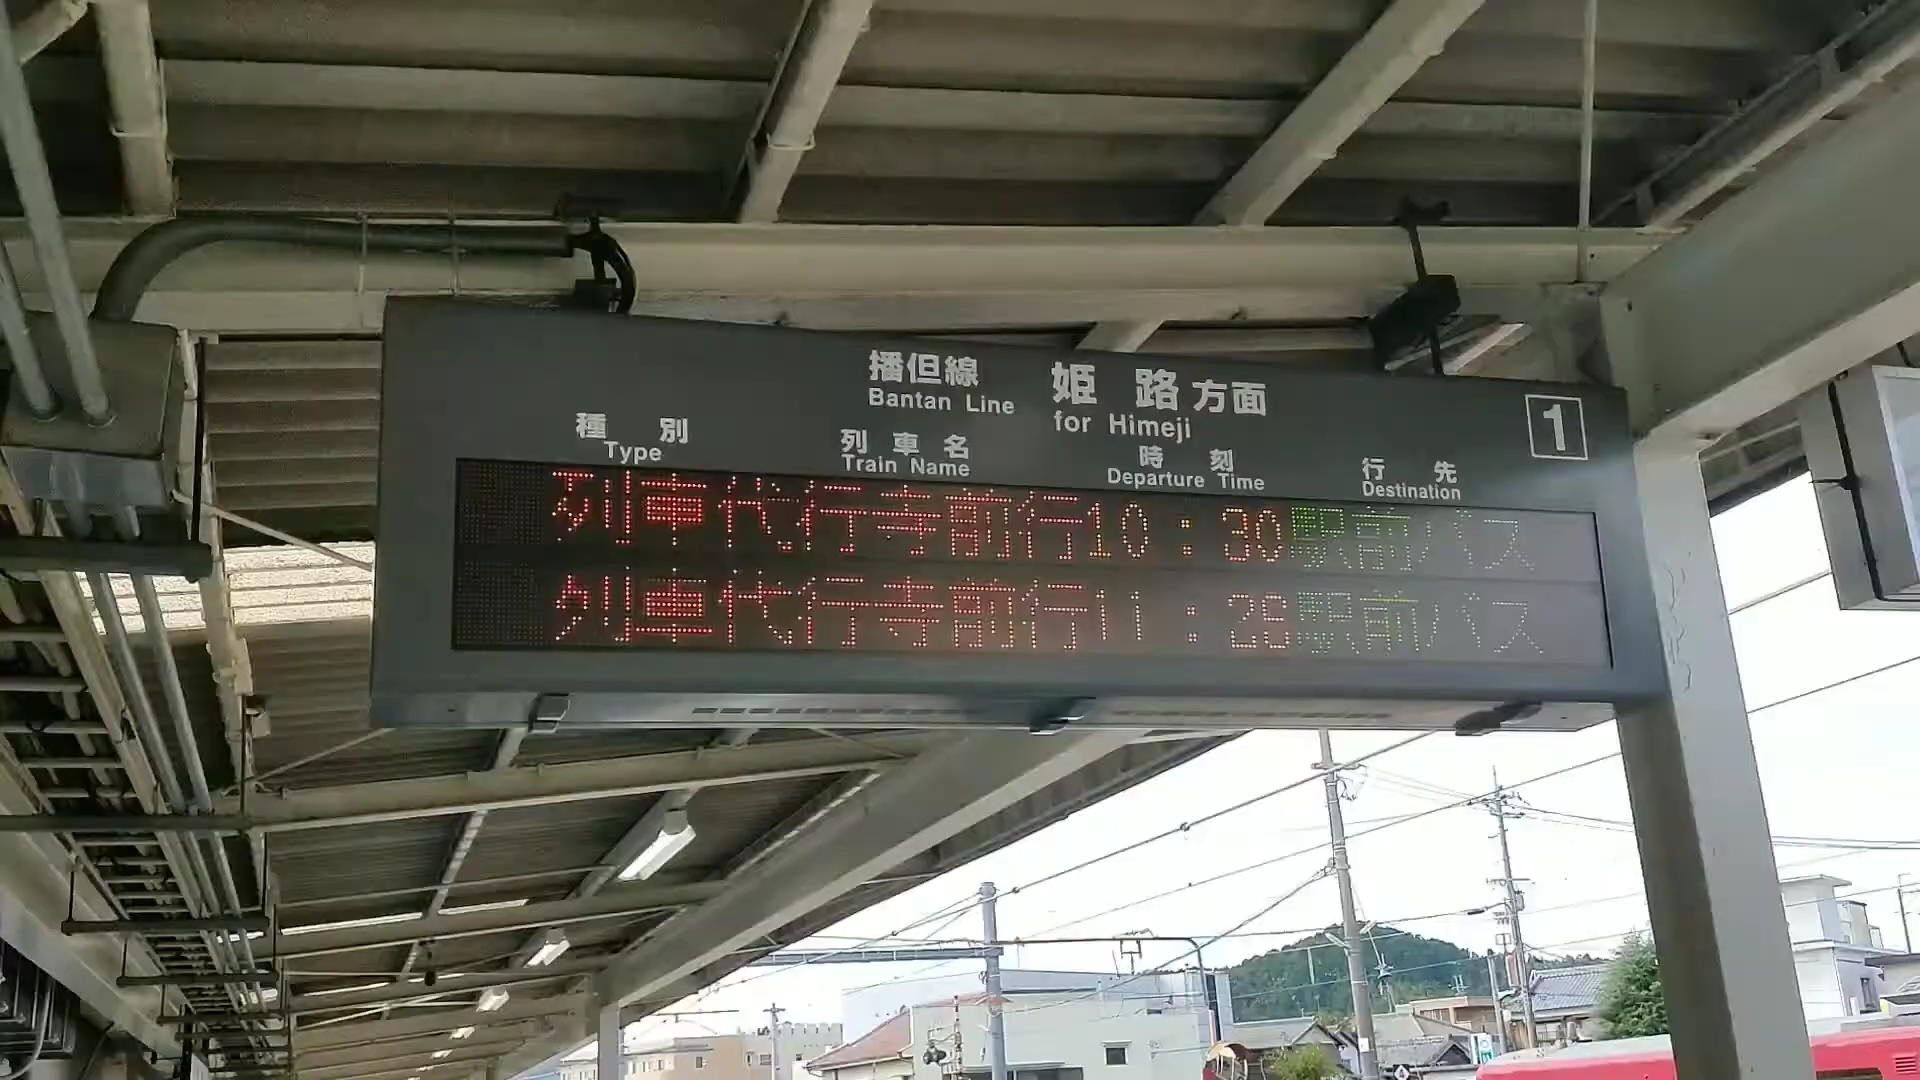 播但線 姫路方面 1
Bantan Line for Himeji
種別 列車名 時刻 行先
Type Train Name Departure Time Destination
列車代行寺前行10:30駅前バス
列車代行寺前行11:26駅前バス